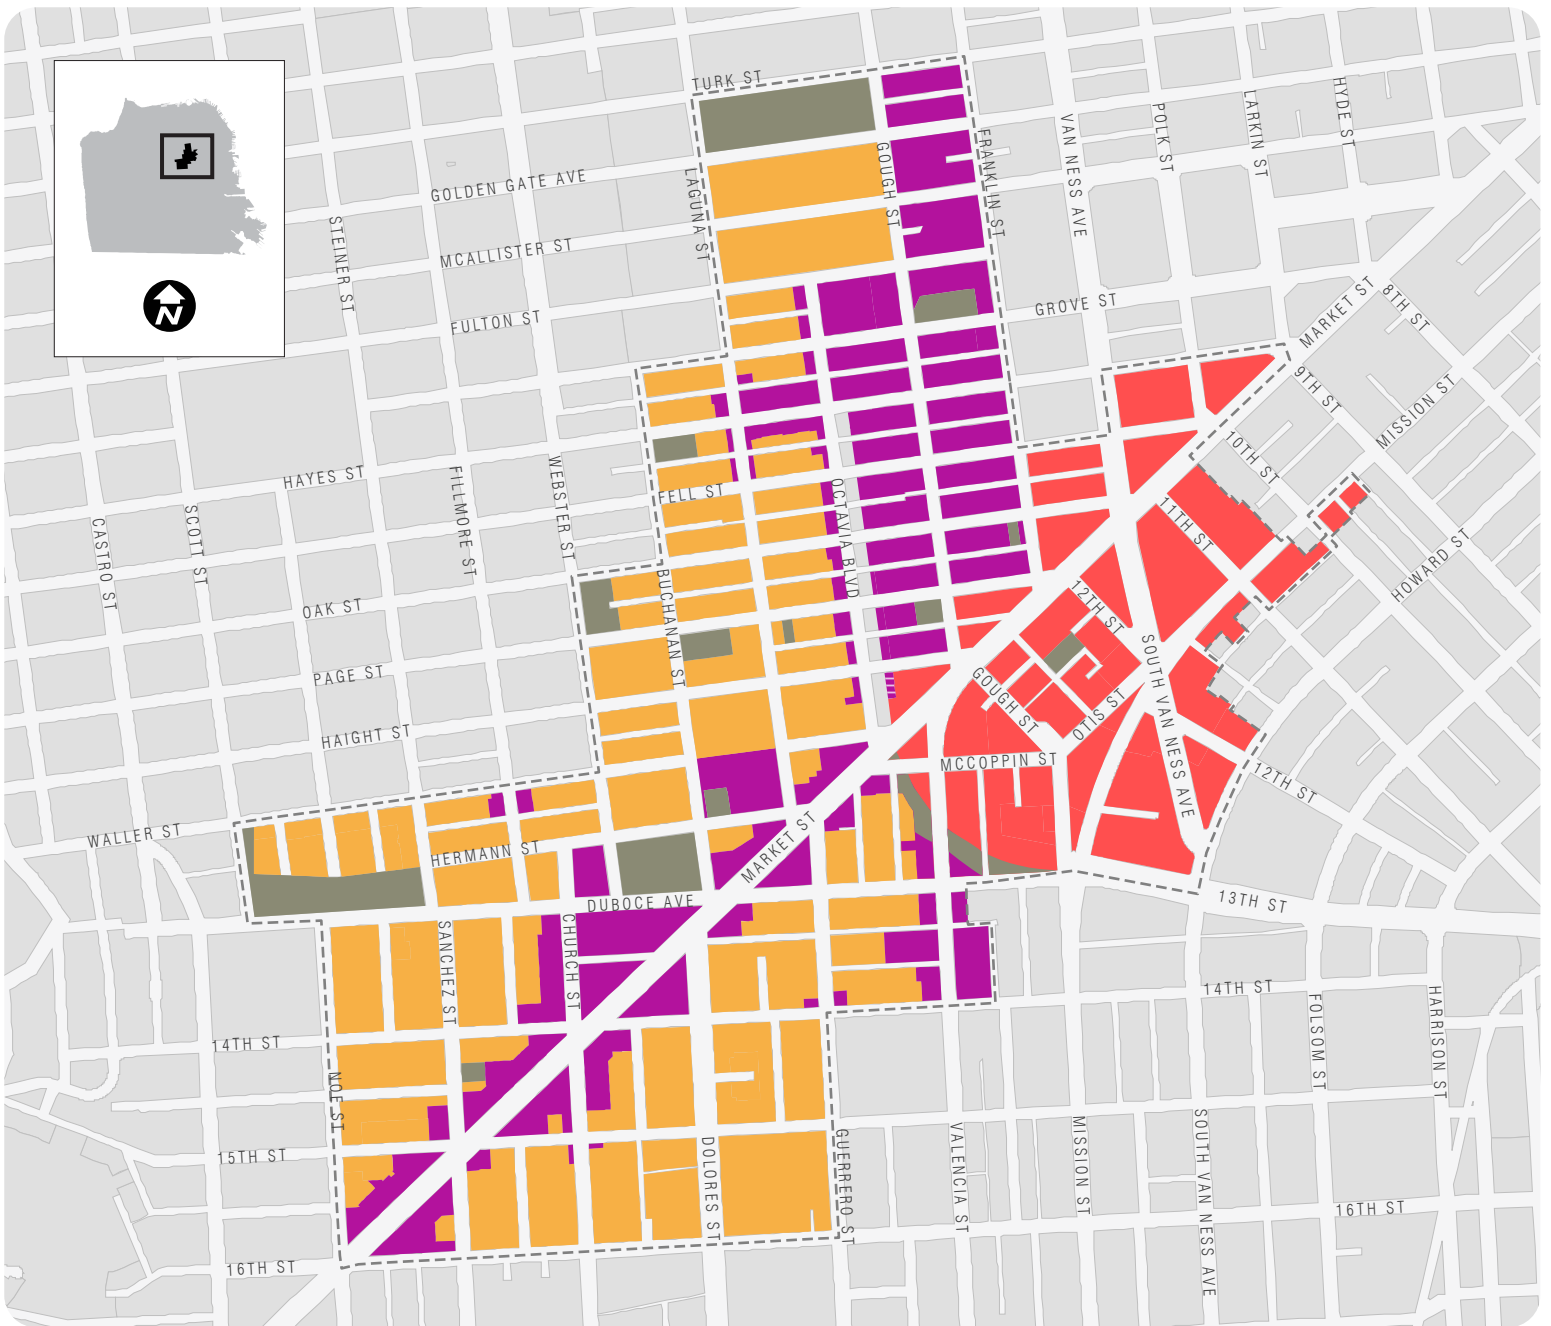 TURK ST
GOLDEN GATE AVE
MCALLISTER ST
FULTON ST
STEINER ST
LAGUNA ST
GOUGH ST
FRANKLIN ST
VAN NESS AVE
POLK ST
LARKIN ST
HYDE ST
GROVE ST
MARKET ST
8TH ST
9TH ST
MISSION ST
10TH ST
HAYES ST
FELL ST
OCTAVIA BLVD
11TH ST
HOWARD ST
CASTRO ST
SCOTT ST
FILLMORE ST
WEBSTER ST
OAK ST
BUCHANAN ST
12TH ST
PAGE ST
GOUGH ST
OTIS ST
SOUTH VAN NESS AVE
HAIGHT ST
MCCOPPIN ST
12TH ST
WALLER ST
HERMANN ST
MARKET ST
DUBOCE AVE
13TH ST
SANCHEZ ST
CHURCH ST
14TH ST
14TH ST
FOLSOM ST
HARRISON ST
NOE ST
15TH ST
DOLORES ST
GUERRERO ST
VALENCIA ST
MISSION ST
SOUTH VAN NESS AVE
16TH ST
16TH ST
N